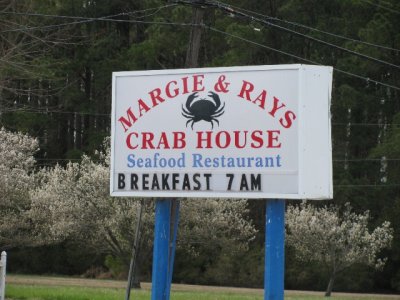 MARGIE & RAYS
CRAB HOUSE
Seafood Restaurant
BREAKFAST 7 AM